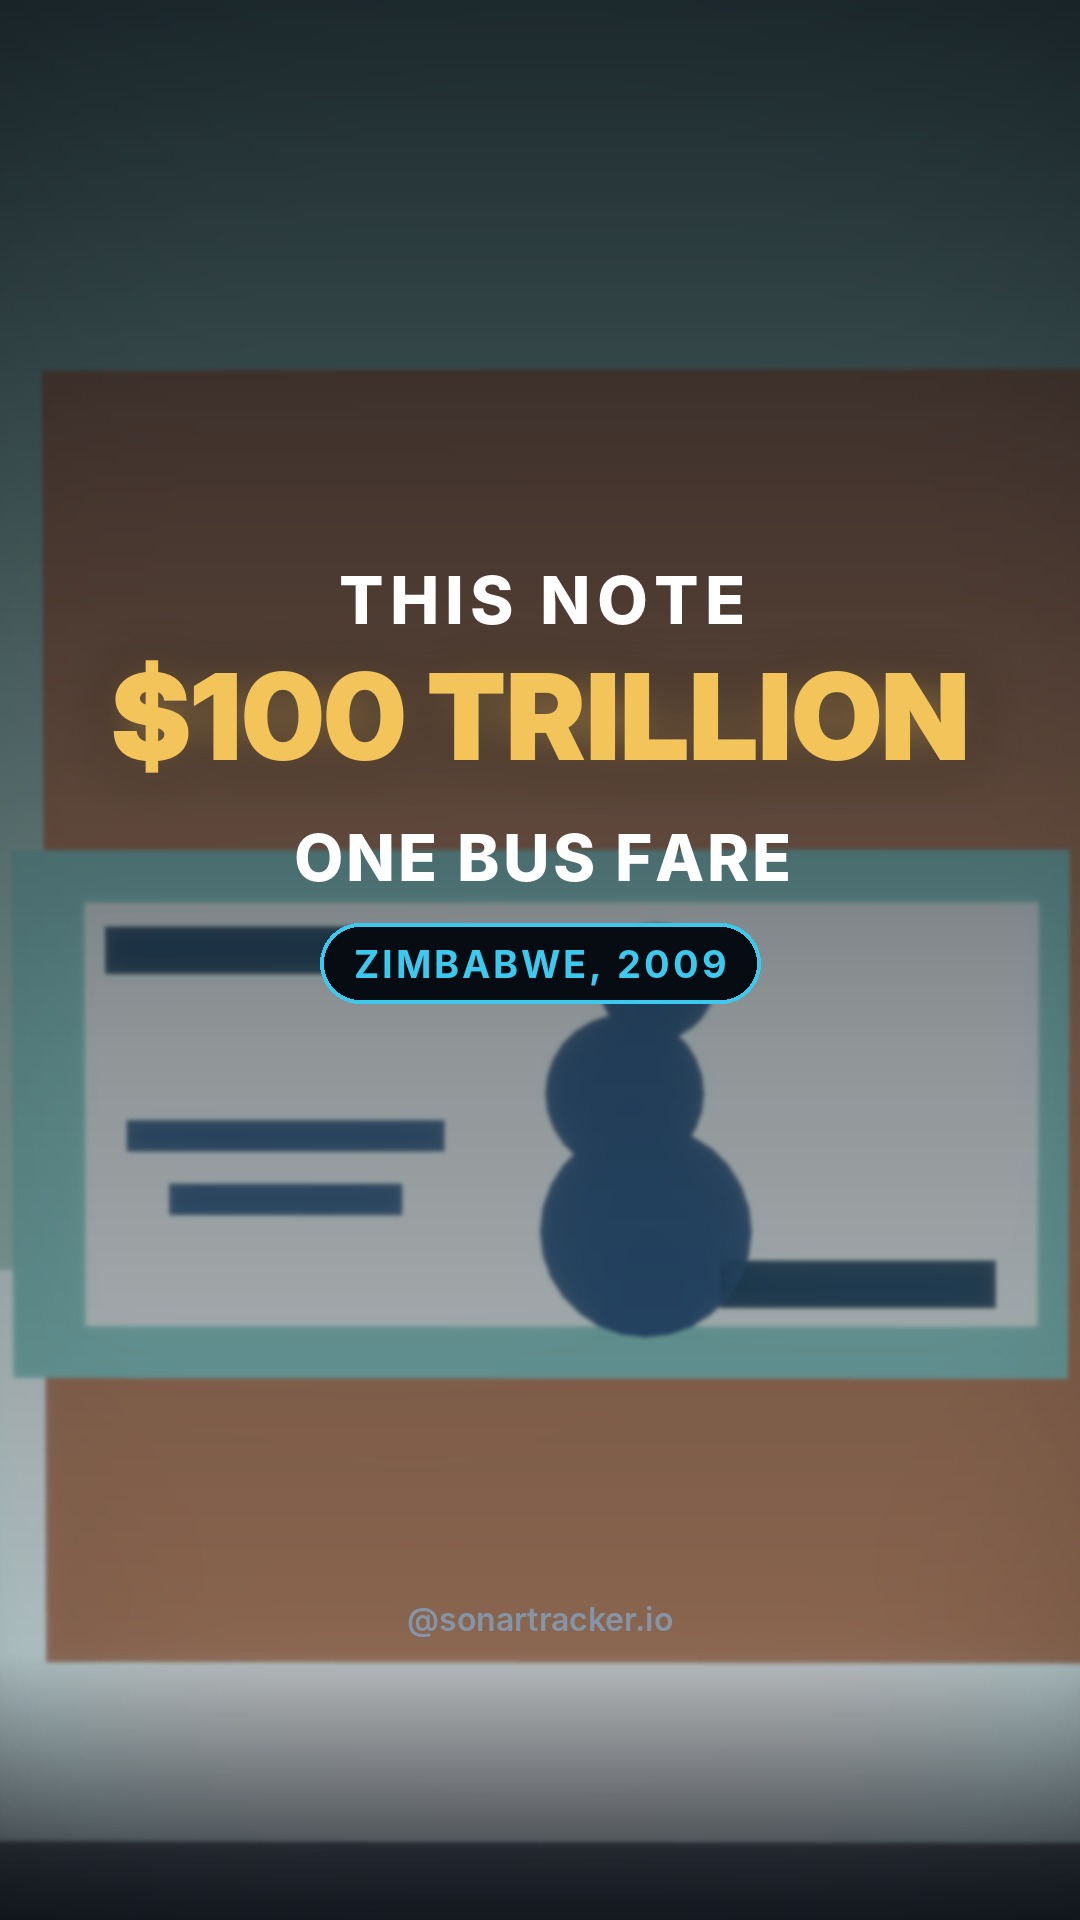 THIS NOTE
$100 TRILLION
ONE BUS FARE
ZIMBABWE, 2009
@sonartracker.io